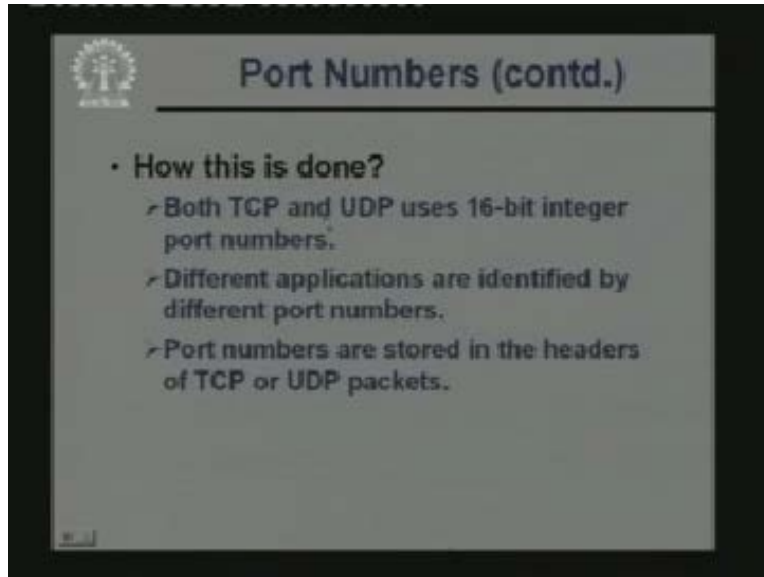 Port Numbers (contd.)
• How this is done?
Both TCP and UDP uses 16-bit integer
port numbers.
Different applications are identified by
different port numbers.
Port numbers are stored in the headers
of TCP or UDP packets.